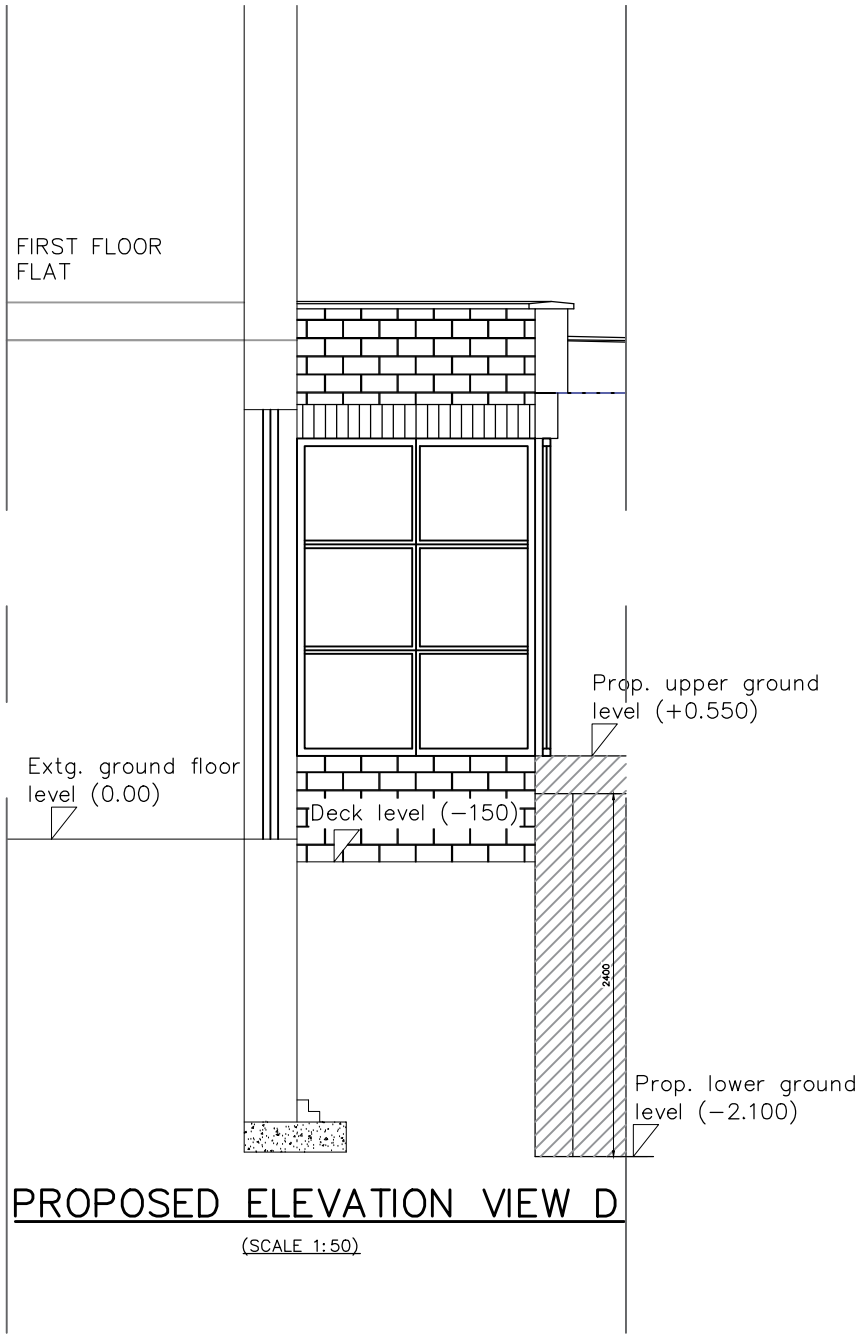 FIRST FLOOR
FLAT
Prop. upper ground
level (+0.550)
Extg. ground floor
level (0.00)
Deck level (−150)
2400
Prop. lower ground
level (−2.100)
PROPOSED ELEVATION VIEW D
(SCALE 1:50)